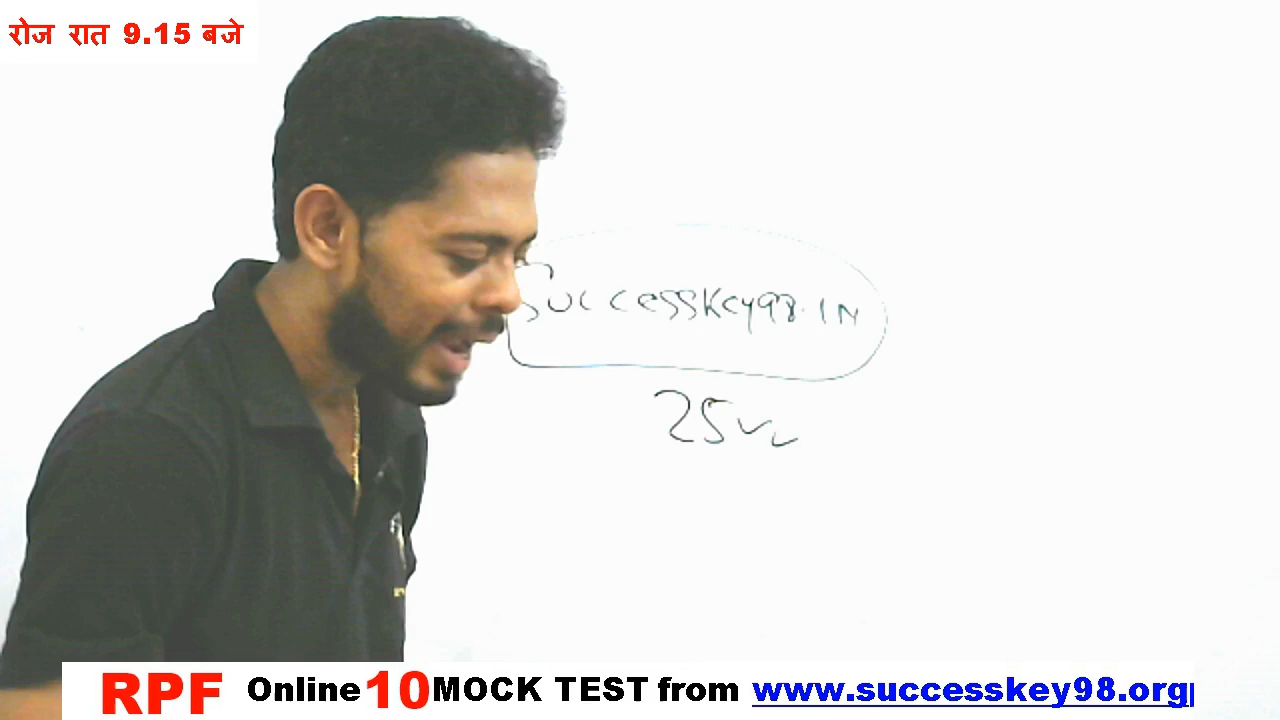 रोज रात 9.15 बजे
SUCCESSKEY98.IN
25
RPF Online 10 MOCK TEST from www.successkey98.org